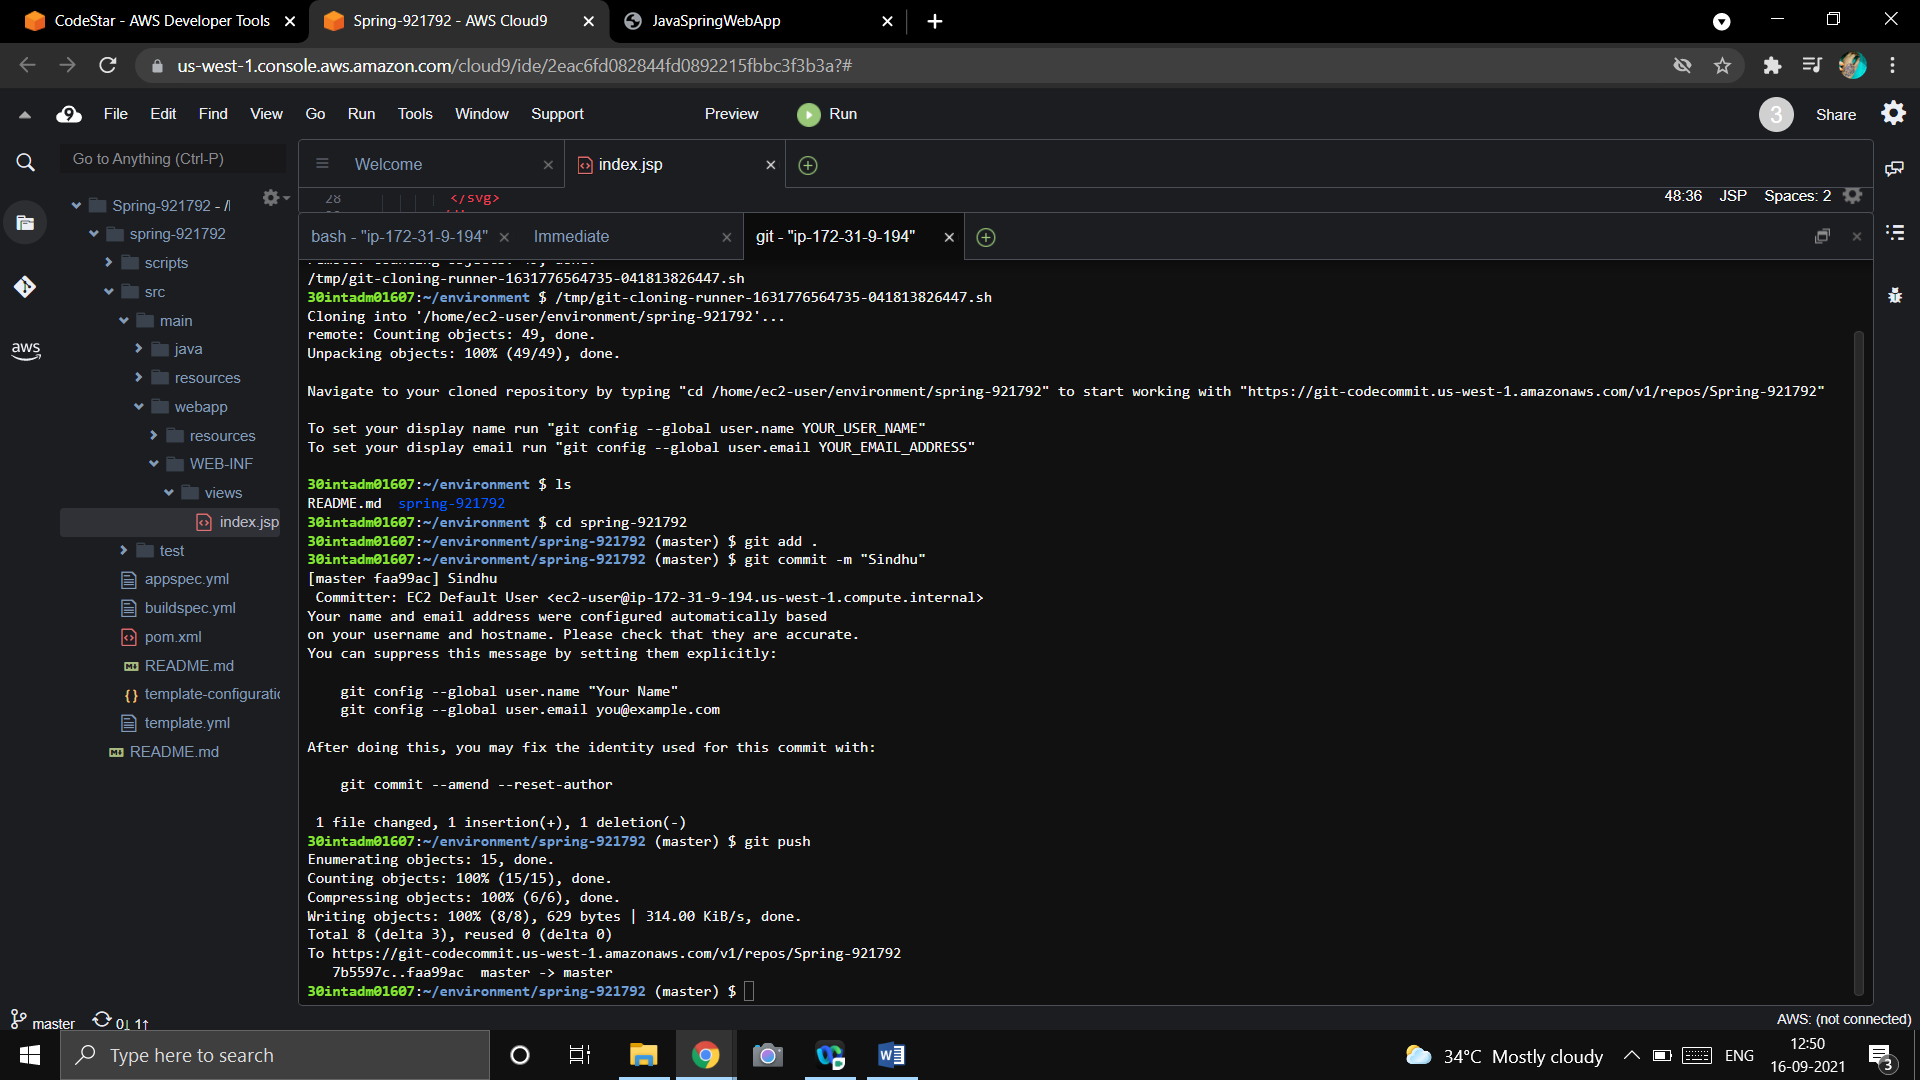 CodeStar - AWS Developer Tools
Spring-921792 - AWS Cloud9
JavaSpringWebApp
us-west-1.console.aws.amazon.com/cloud9/ide/2eac6fd082844fd0892215fbbc3f3b3a?#
9 File Edit Find View Go Run Tools Window Support Preview Run 3 Share
Go to Anything (Ctrl-P)
Welcome
index.jsp
28 </svg>
48:36 JSP Spaces: 2
Spring-921792 - /
spring-921792
scripts
src
main
java
resources
webapp
resources
WEB-INF
views
index.jsp
test
appspec.yml
buildspec.yml
pom.xml
README.md
template-configuratic
template.yml
README.md
aws
bash - "ip-172-31-9-194"
Immediate
git - "ip-172-31-9-194"
remote: Counting objects: 49, done.
/tmp/git-cloning-runner-1631776564735-041813826447.sh
30intadm01607:~/environment $ /tmp/git-cloning-runner-1631776564735-041813826447.sh
Cloning into '/home/ec2-user/environment/spring-921792'...
remote: Counting objects: 49, done.
Unpacking objects: 100% (49/49), done.
Navigate to your cloned repository by typing "cd /home/ec2-user/environment/spring-921792" to start working with "https://git-codecommit.us-west-1.amazonaws.com/v1/repos/Spring-921792"
To set your display name run "git config --global user.name YOUR_USER_NAME"
To set your display email run "git config --global user.email YOUR_EMAIL_ADDRESS"
30intadm01607:~/environment $ ls
README.md  spring-921792
30intadm01607:~/environment $ cd spring-921792
30intadm01607:~/environment/spring-921792 (master) $ git add .
30intadm01607:~/environment/spring-921792 (master) $ git commit -m "Sindhu"
[master faa99ac] Sindhu
Committer: EC2 Default User <ec2-user@ip-172-31-9-194.us-west-1.compute.internal>
Your name and email address were configured automatically based
on your username and hostname. Please check that they are accurate.
You can suppress this message by setting them explicitly:
git config --global user.name "Your Name"
git config --global user.email you@example.com
After doing this, you may fix the identity used for this commit with:
git commit --amend --reset-author
1 file changed, 1 insertion(+), 1 deletion(-)
30intadm01607:~/environment/spring-921792 (master) $ git push
Enumerating objects: 15, done.
Counting objects: 100% (15/15), done.
Compressing objects: 100% (6/6), done.
Writing objects: 100% (8/8), 629 bytes | 314.00 KiB/s, done.
Total 8 (delta 3), reused 0 (delta 0)
To https://git-codecommit.us-west-1.amazonaws.com/v1/repos/Spring-921792
7b5597c..faa99ac  master -> master
30intadm01607:~/environment/spring-921792 (master) $
master 0↓ 1↑
AWS: (not connected)
Type here to search
34°C Mostly cloudy
ENG
12:50
16-09-2021
3